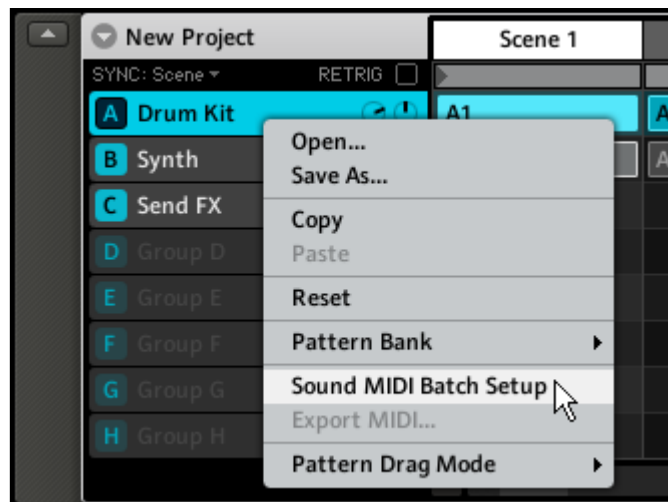 New Project
Scene 1
SYNC: Scene
RETRIG
A Drum Kit
A1
A
B Synth
A
C Send FX
D Group D
E Group E
F Group F
G Group G
H Group H
Open...
Save As...
Copy
Paste
Reset
Pattern Bank
Sound MIDI Batch Setup
Export MIDI...
Pattern Drag Mode